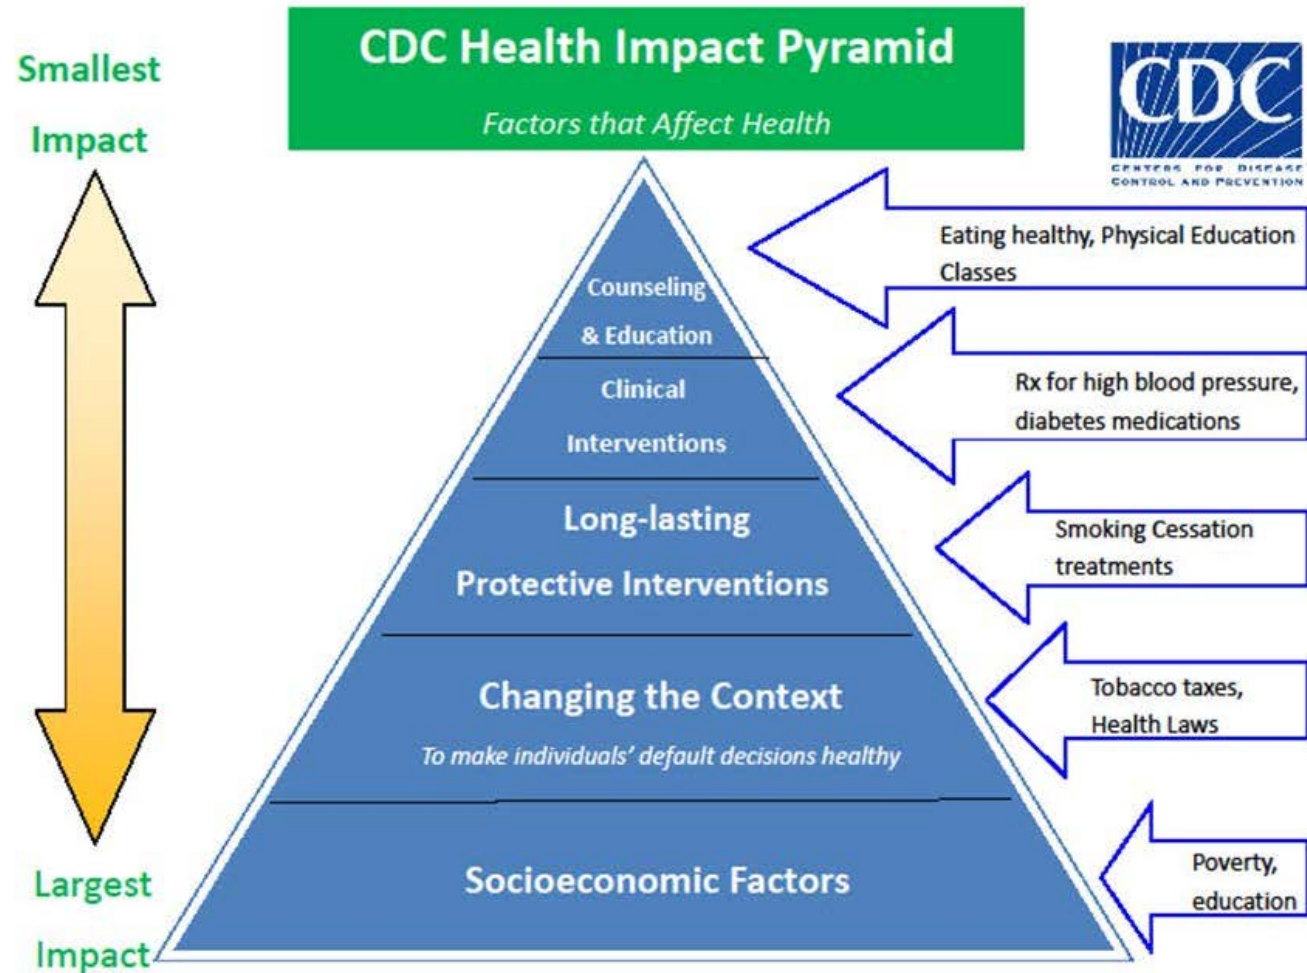 CDC Health Impact Pyramid
Factors that Affect Health
Smallest
Impact
CDC
CENTERS FOR DISEASE
CONTROL AND PREVENTION
Eating healthy, Physical Education
Classes
Counseling
& Education
Rx for high blood pressure,
diabetes medications
Clinical
Interventions
Smoking Cessation
treatments
Long-lasting
Protective Interventions
Tobacco taxes,
Health Laws
Changing the Context
To make individuals' default decisions healthy
Poverty,
education
Socioeconomic Factors
Largest
Impact